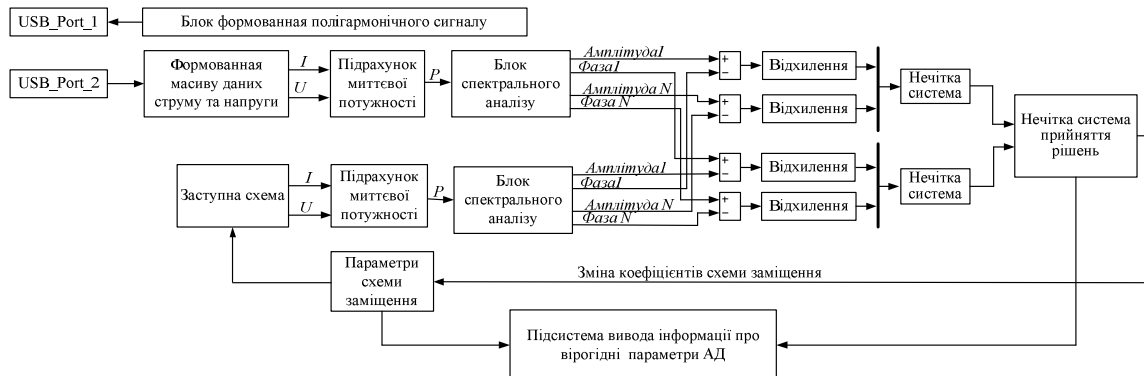 USB_Port_1
Блок формованная полігармонічного сигналу
USB_Port_2
Формованная
масиву даних
струму та напруги
I
U
Підрахунок
миттєвої
потужності
P
Блок
спектрального
аналізу
Амплітуда1
Фаза1
Амплітуда N
Фаза N
+
−
Відхилення
+
−
Відхилення
Нечітка
система
Нечітка система
прийняття
рішень
Заступна схема
I
U
Підрахунок
миттєвої
потужності
P
Блок
спектрального
аналізу
Амплітуда1
Фаза1
Амплітуда N
Фаза N
+
−
Відхилення
+
−
Відхилення
Нечітка
система
Параметри
схеми
заміщення
Зміна коефіцієнтів схеми заміщення
Підсистема вивода інформації про
вірогідні параметри АД